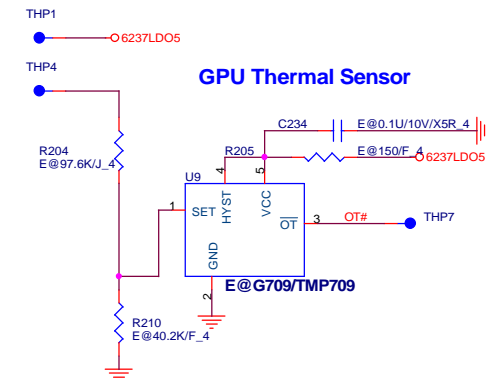 THP1
6237LDO5
THP4
GPU Thermal Sensor
C234
E@0.1U/10V/X5R_4
R204
E@97.6K/J_4
R205
E@150/F_4
6237LDO5
U9
4
5
1
SET
HYST
VCC
OT
3
OT#
THP7
GND
2
E@G709/TMP709
R210
E@40.2K/F_4